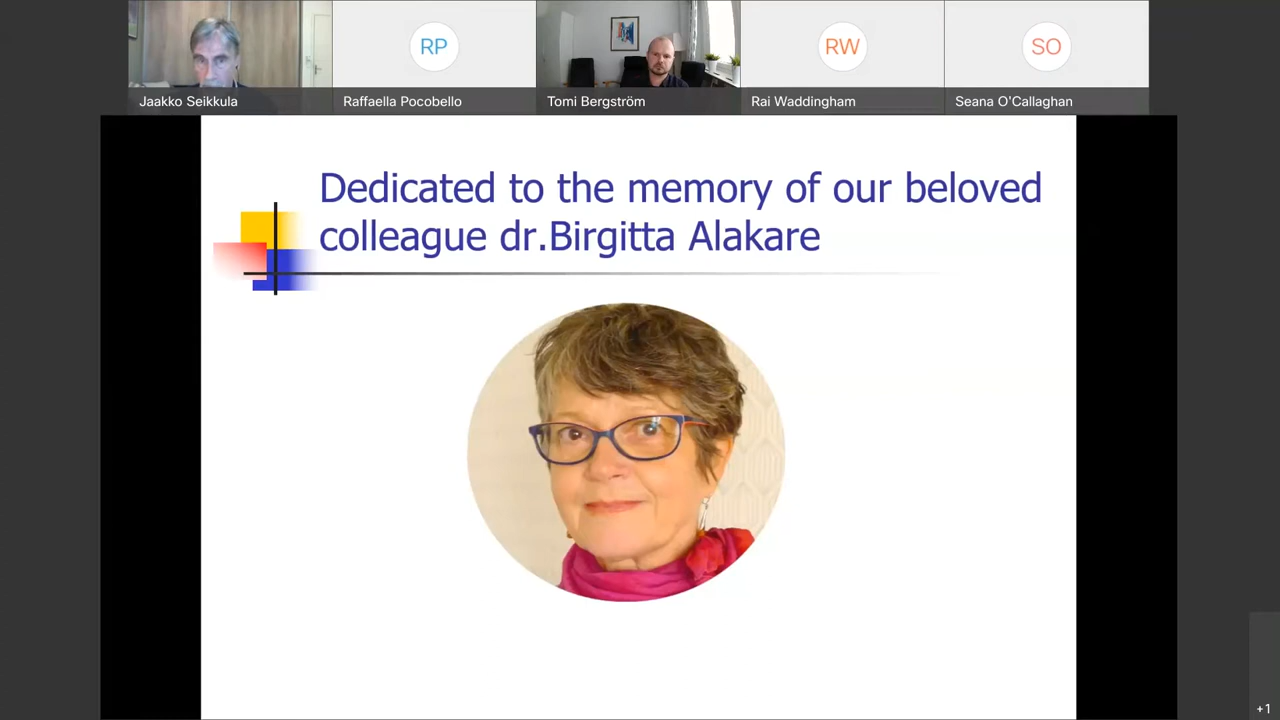 RP
RW
SO
Jaakko Seikkula
Raffaella Pocobello
Tomi Bergström
Rai Waddingham
Seana O'Callaghan
Dedicated to the memory of our beloved
colleague dr.Birgitta Alakare
+1